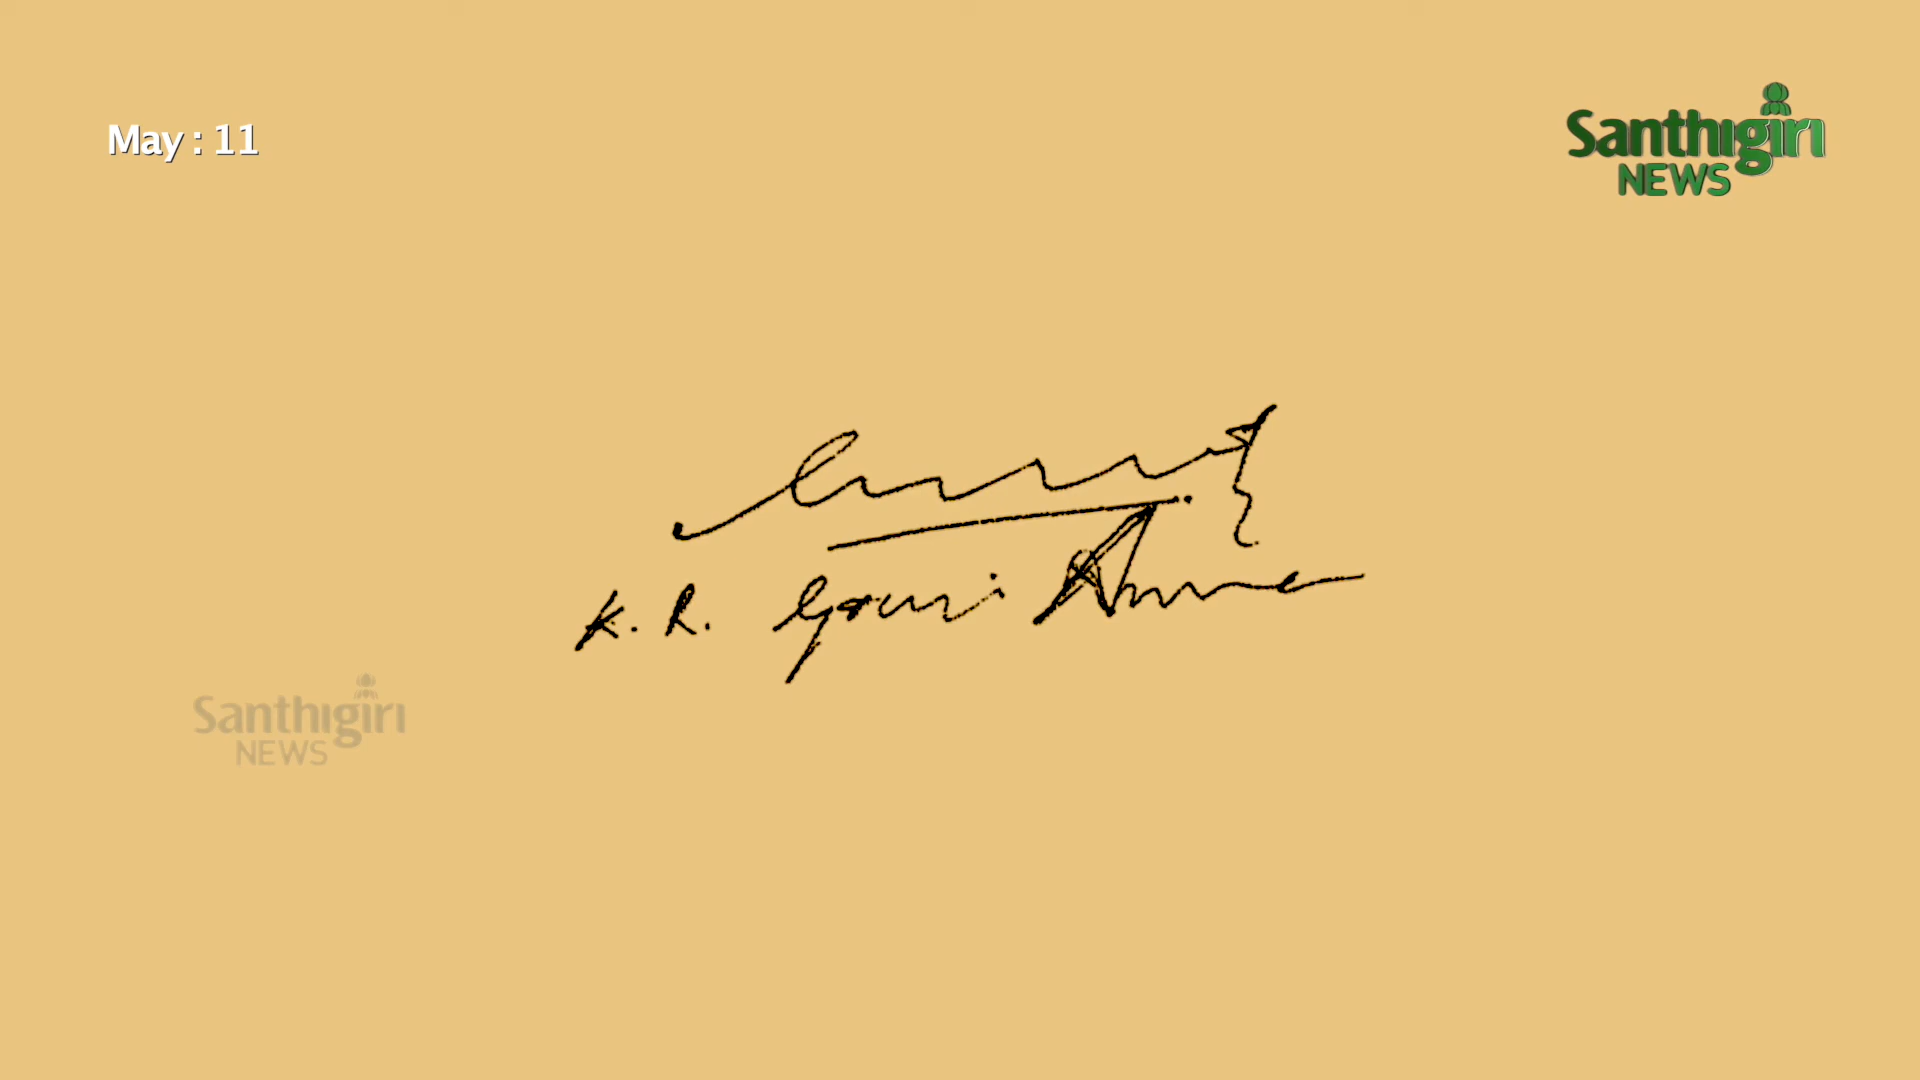 May : 11
Santhigiri
NEWS
K. R. Gouri Amma
Santhigiri
NEWS